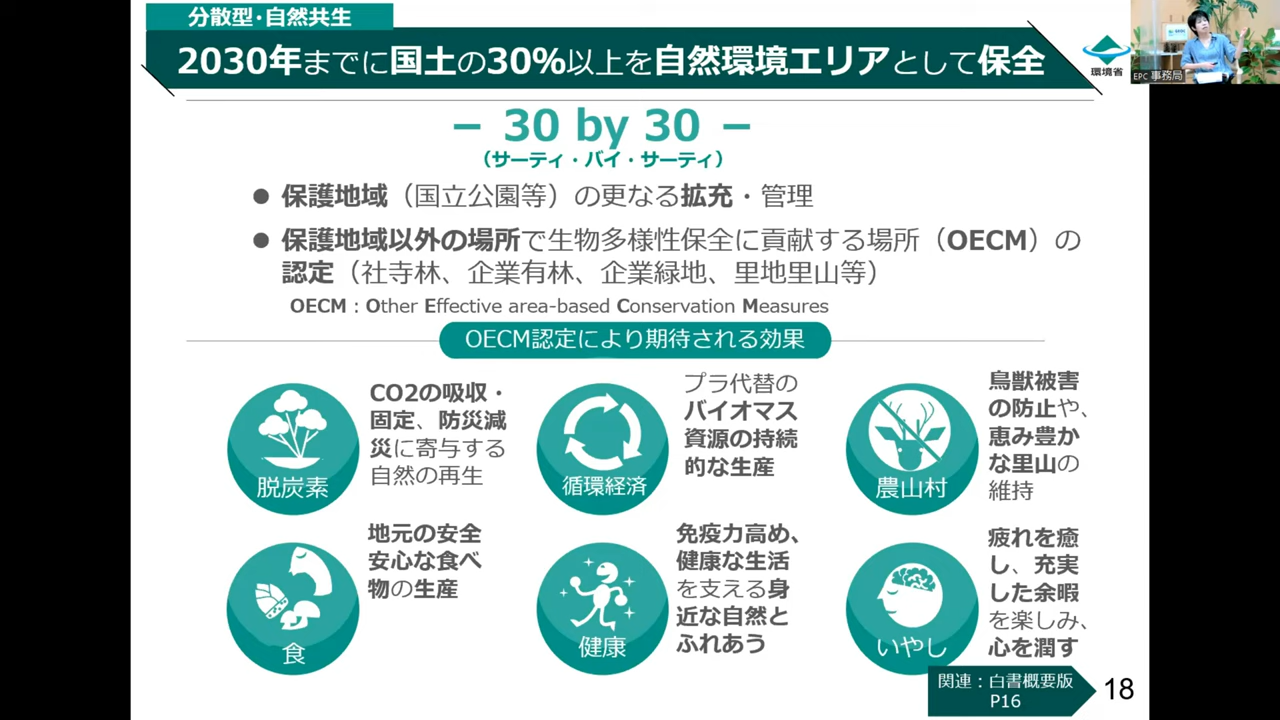 分散型･自然共生
2030年までに国土の30%以上を自然環境エリアとして保全
環境省
EPC 事務局
− 30 by 30 −
（サーティ・バイ・サーティ）
● 保護地域（国立公園等）の更なる拡充・管理
● 保護地域以外の場所で生物多様性保全に貢献する場所（OECM）の
認定（社寺林、企業有林、企業緑地、里地里山等）
OECM：Other Effective area-based Conservation Measures
OECM認定により期待される効果
脱炭素
CO2の吸収・
固定、防災減
災に寄与する
自然の再生
循環経済
プラ代替の
バイオマス
資源の持続
的な生産
農山村
鳥獣被害
の防止や、
恵み豊か
な里山の
維持
食
地元の安全
安心な食べ
物の生産
健康
免疫力高め、
健康な生活
を支える身
近な自然と
ふれあう
いやし
疲れを癒
し、充実
した余暇
を楽しみ、
心を潤す
関連：白書概要版
P16
18